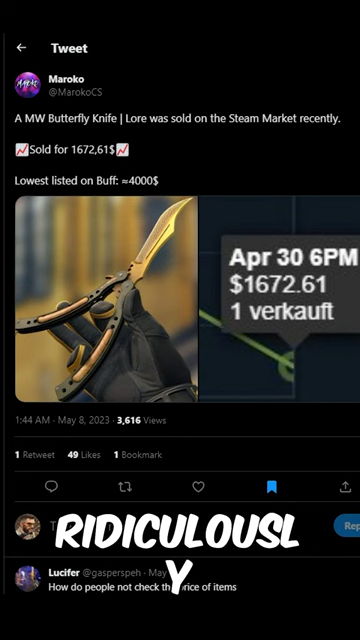 Tweet
Maroko
@MarokoCS
A MW Butterfly Knife | Lore was sold on the Steam Market recently.
📈Sold for 1672,61$📈
Lowest listed on Buff: ≈4000$
Apr 30 6PM
$1672.61
1 verkauft
1:44 AM · May 8, 2023 · 3,616 Views
1 Retweet 49 Likes 1 Bookmark
RIDICULOUSL
Y
Lucifer @gasperspeh · May
How do people not check the price of items